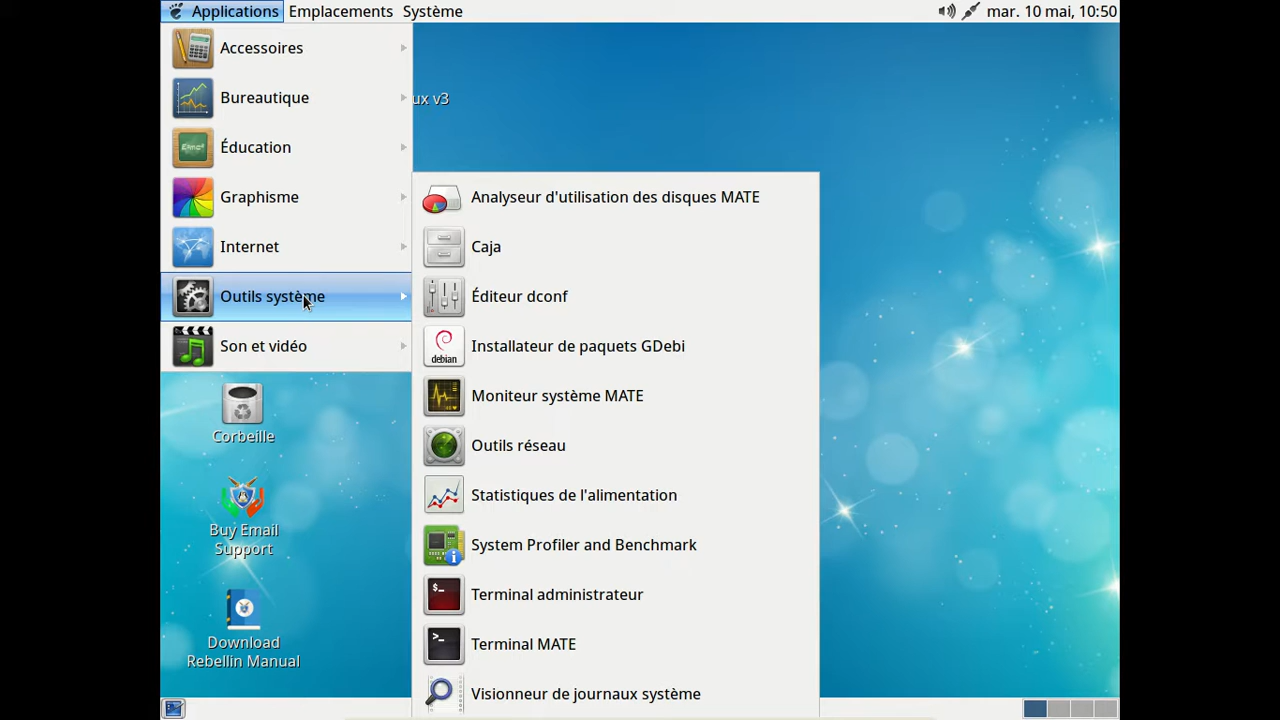 Applications Emplacements Système mar. 10 mai, 10:50
Accessoires
Bureautique
Éducation
Graphisme
Internet
Outils système
Son et vidéo
ux v3
Analyseur d'utilisation des disques MATE
Caja
Éditeur dconf
Installateur de paquets GDebi
debian
Moniteur système MATE
Outils réseau
Statistiques de l'alimentation
System Profiler and Benchmark
Terminal administrateur
Terminal MATE
Visionneur de journaux système
Corbeille
Buy Email
Support
Download
Rebellin Manual